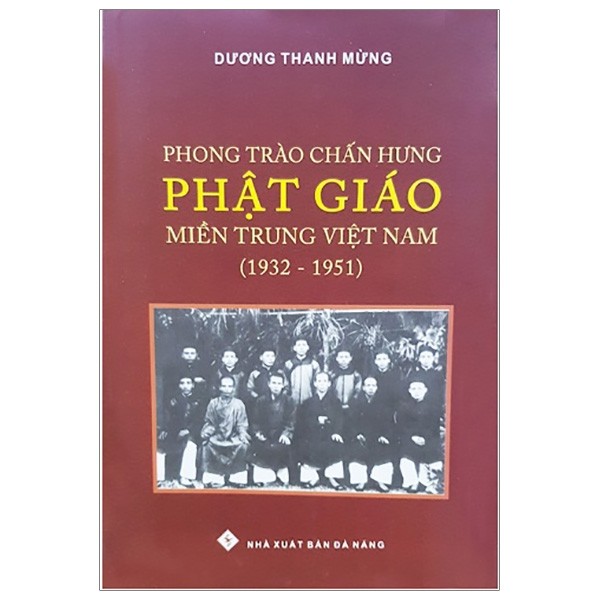 DƯƠNG THANH MỪNG
PHONG TRÀO CHẤN HƯNG
PHẬT GIÁO
MIỀN TRUNG VIỆT NAM
(1932 - 1951)
NHÀ XUẤT BẢN ĐÀ NẴNG